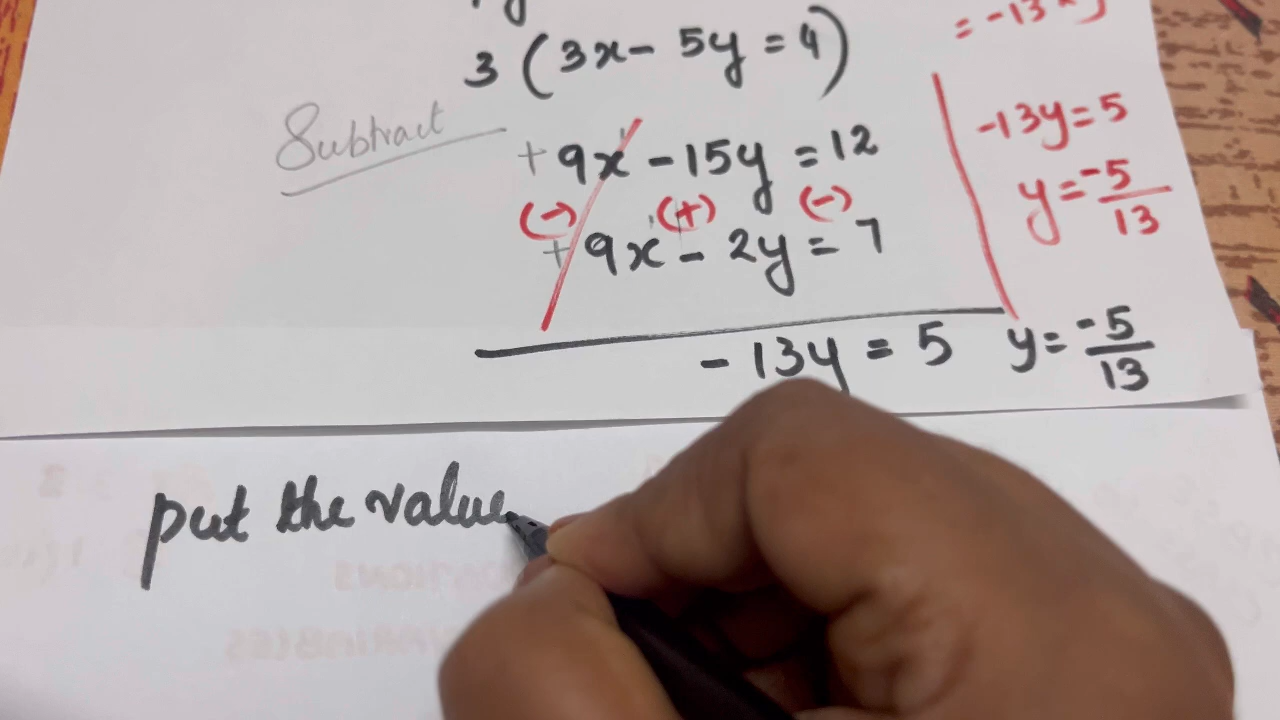 3 (3x - 5y = 4)
Subtract
+ 9x - 15y = 12
(-) (+) (-)
+ 9x - 2y = 7
- 13y = 5 y = -5/13
-13y = 5
y = -5/13
put the value